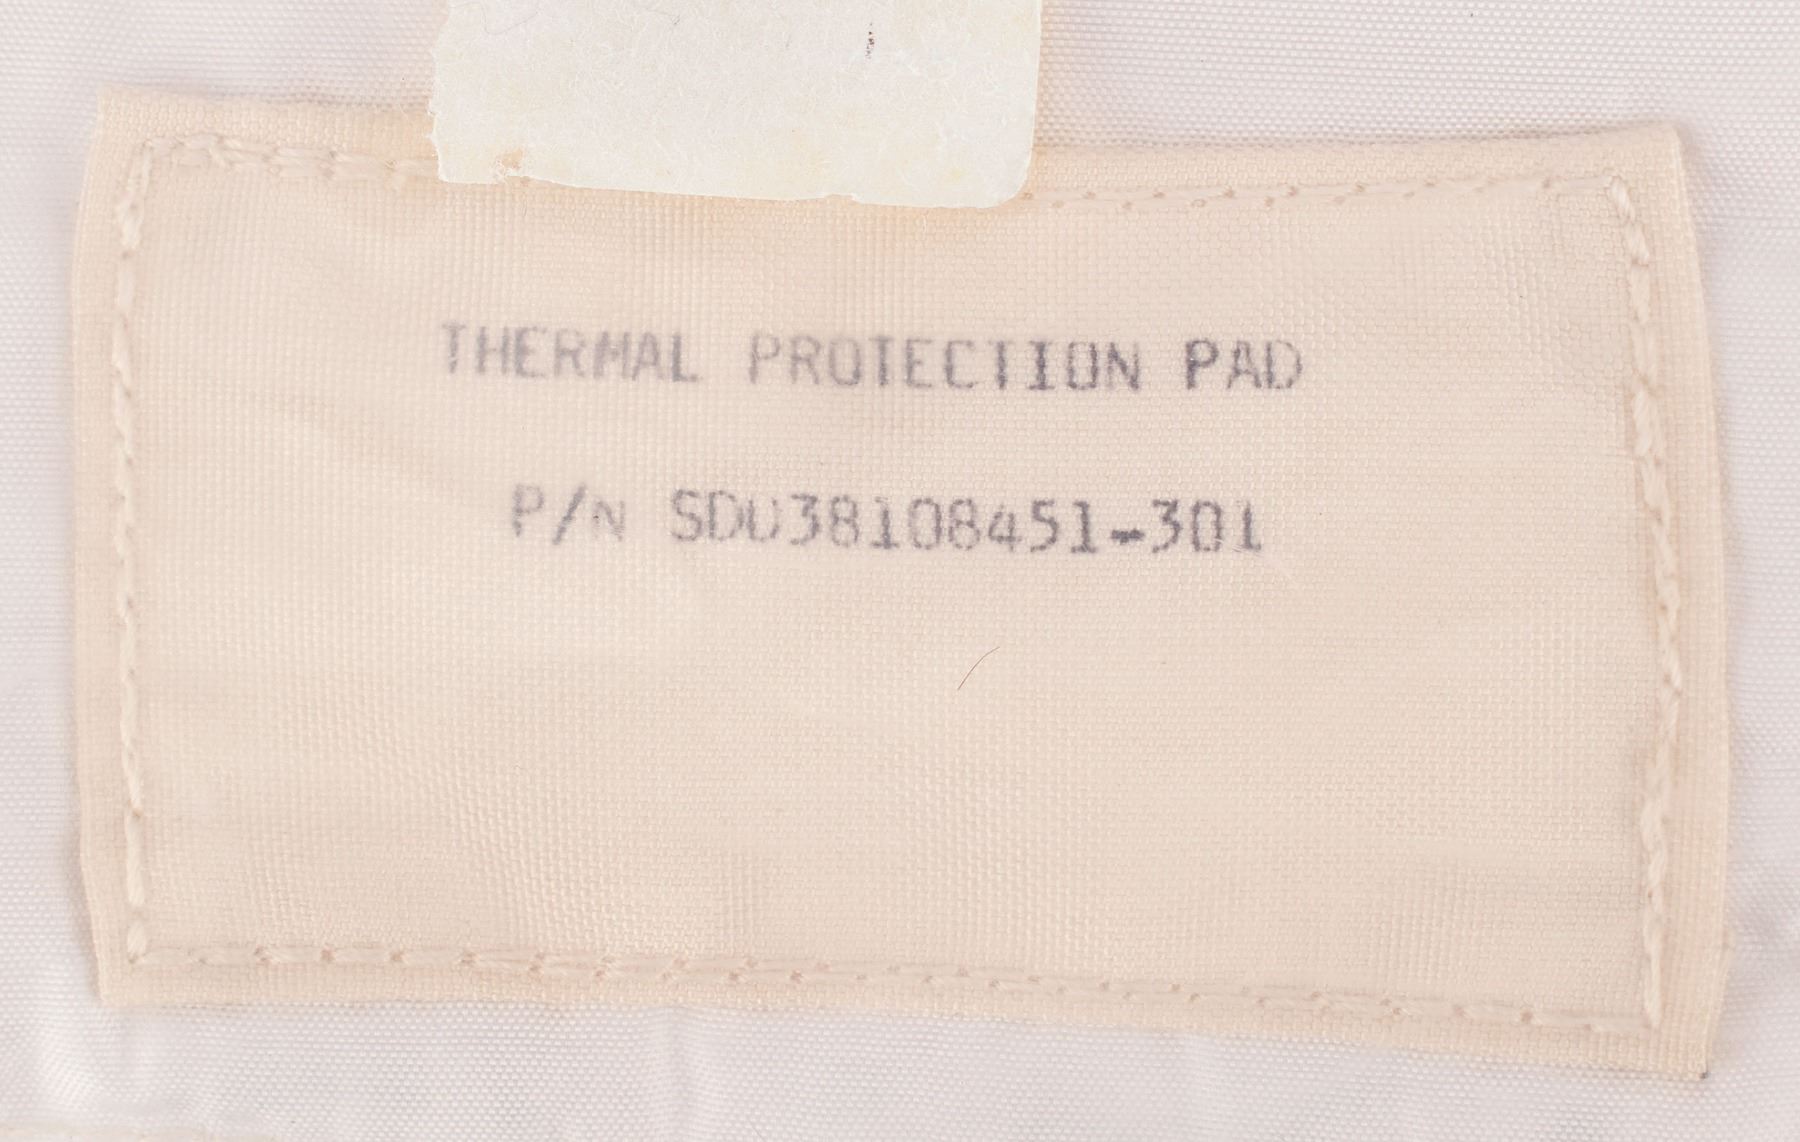 THERMAL PROTECTION PAD
P/N SDU38108451-301